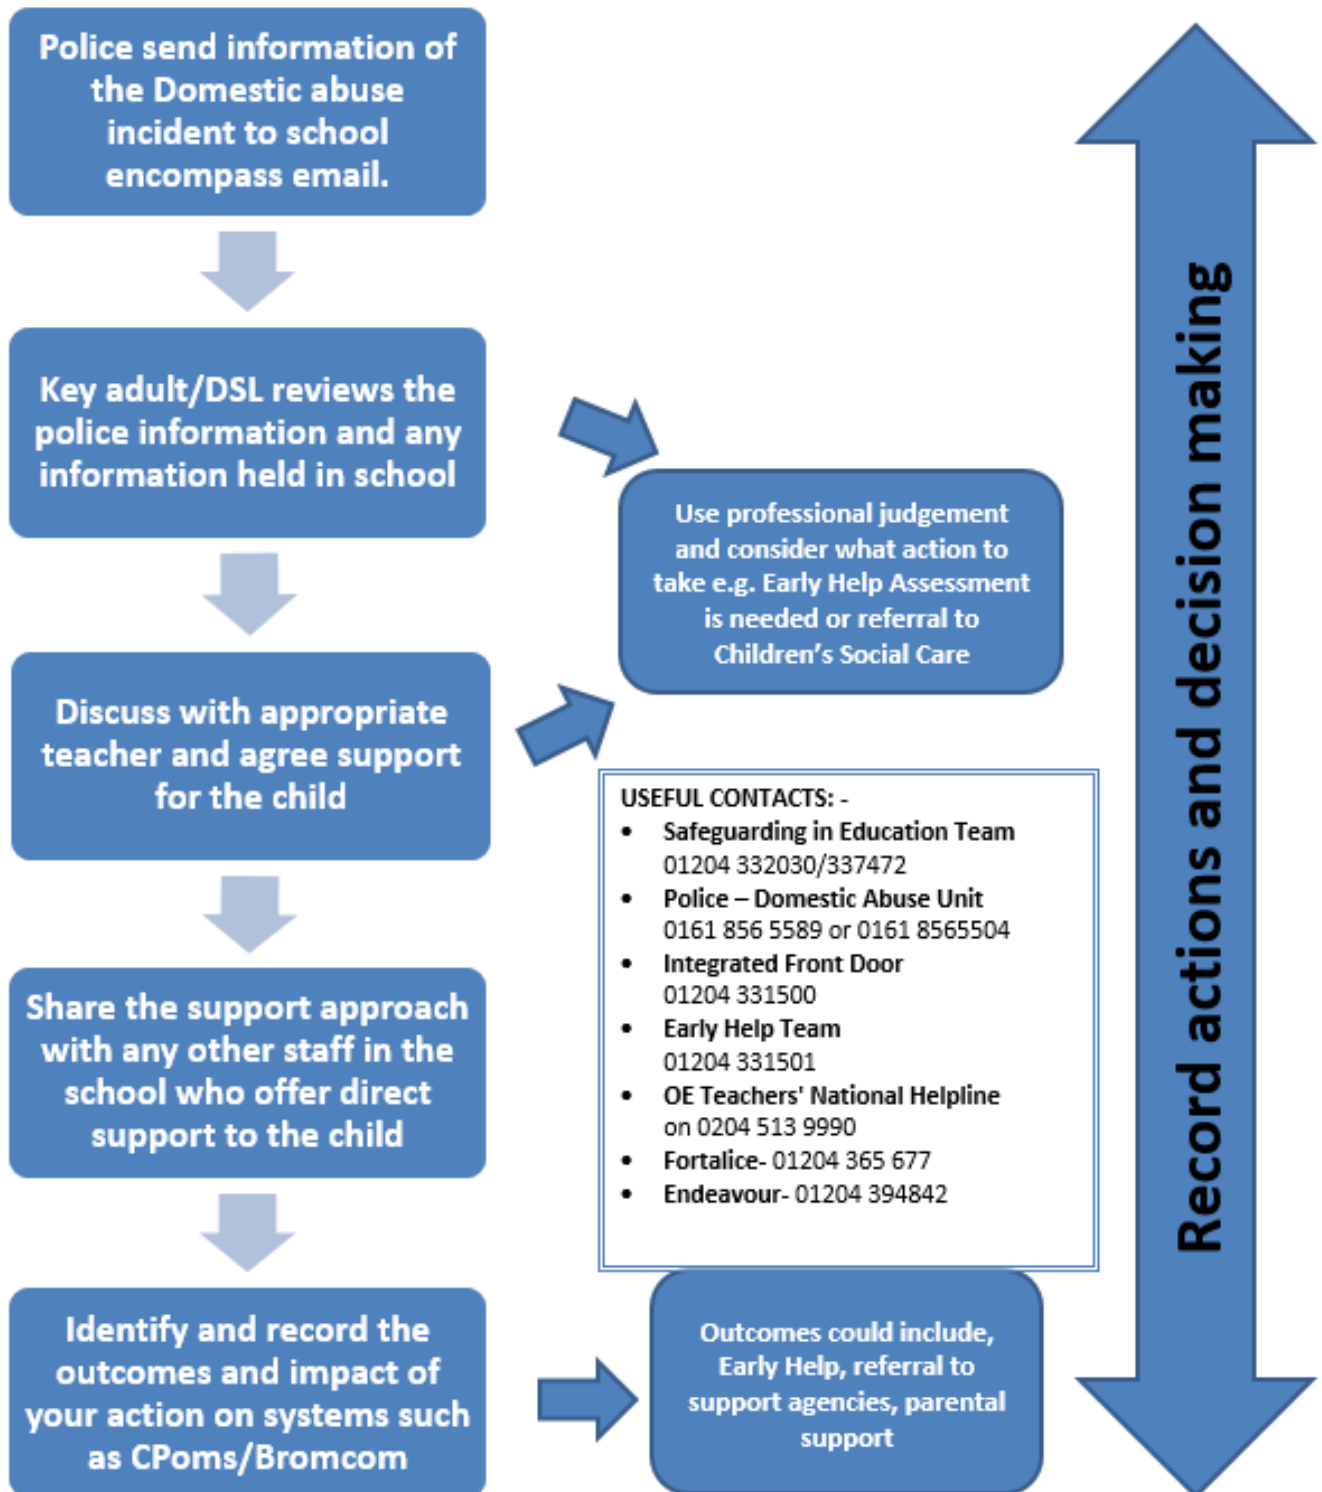 Police send information of
the Domestic abuse
incident to school
encompass email.
Key adult/DSL reviews the
police information and any
information held in school
Use professional judgement
and consider what action to
take e.g. Early Help Assessment
is needed or referral to
Children's Social Care
Discuss with appropriate
teacher and agree support
for the child
USEFUL CONTACTS: -
• Safeguarding in Education Team
01204 332030/337472
• Police – Domestic Abuse Unit
0161 856 5589 or 0161 8565504
• Integrated Front Door
01204 331500
• Early Help Team
01204 331501
• OE Teachers' National Helpline
on 0204 513 9990
• Fortalice- 01204 365 677
• Endeavour- 01204 394842
Share the support approach
with any other staff in the
school who offer direct
support to the child
Identify and record the
outcomes and impact of
your action on systems such
as CPoms/Bromcom
Outcomes could include,
Early Help, referral to
support agencies, parental
support
Record actions and decision making